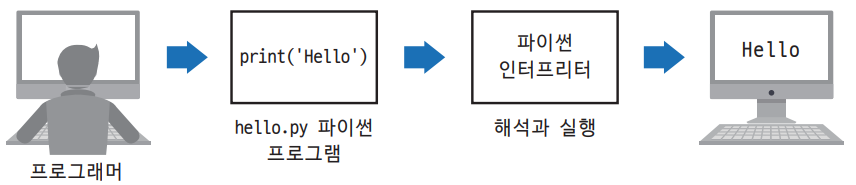 프로그래머
print('Hello')
hello.py 파이썬
프로그램
파이썬
인터프리터
해석과 실행
Hello